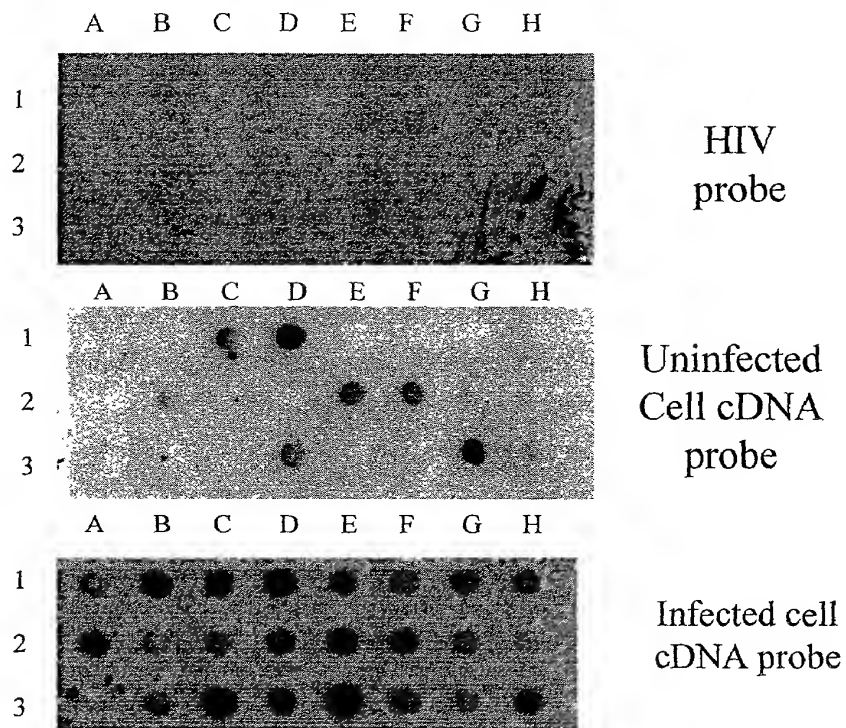 A B C D E F G H
1
2
3
HIV
probe
A B C D E F G H
1
2
3
Uninfected
Cell cDNA
probe
A B C D E F G H
1
2
3
Infected cell
cDNA probe